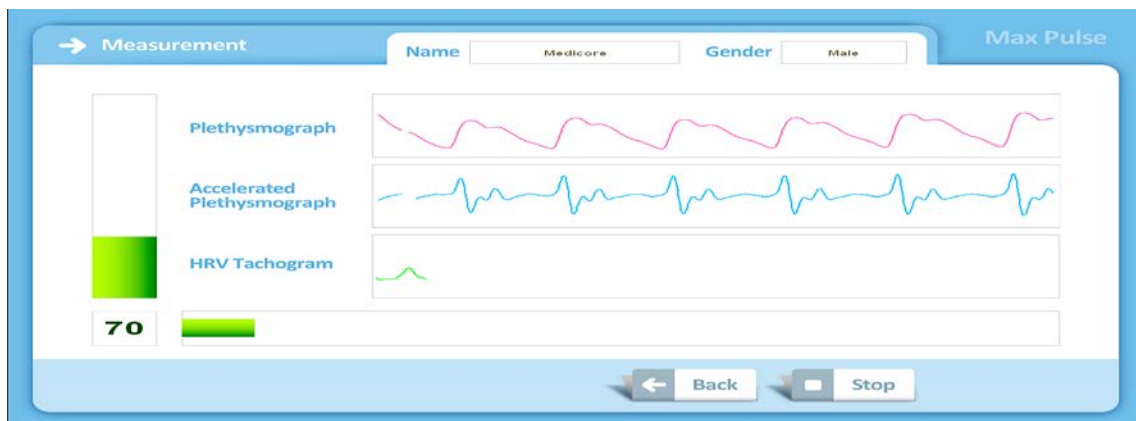 Measurement
Name Medicore Gender Male
Max Pulse
Plethysmograph
Accelerated
Plethysmograph
HRV Tachogram
70
Back Stop